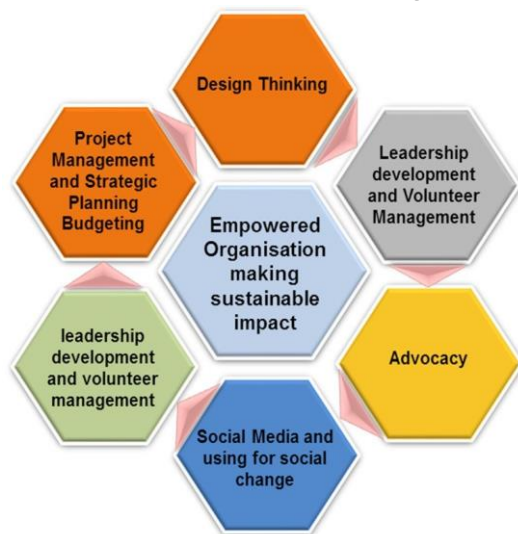 Design Thinking
Project
Management
and Strategic
Planning
Budgeting
Leadership
development
and Volunteer
Management
Empowered
Organisation
making
sustainable
impact
leadership
development
and volunteer
management
Advocacy
Social Media and
using for social
change